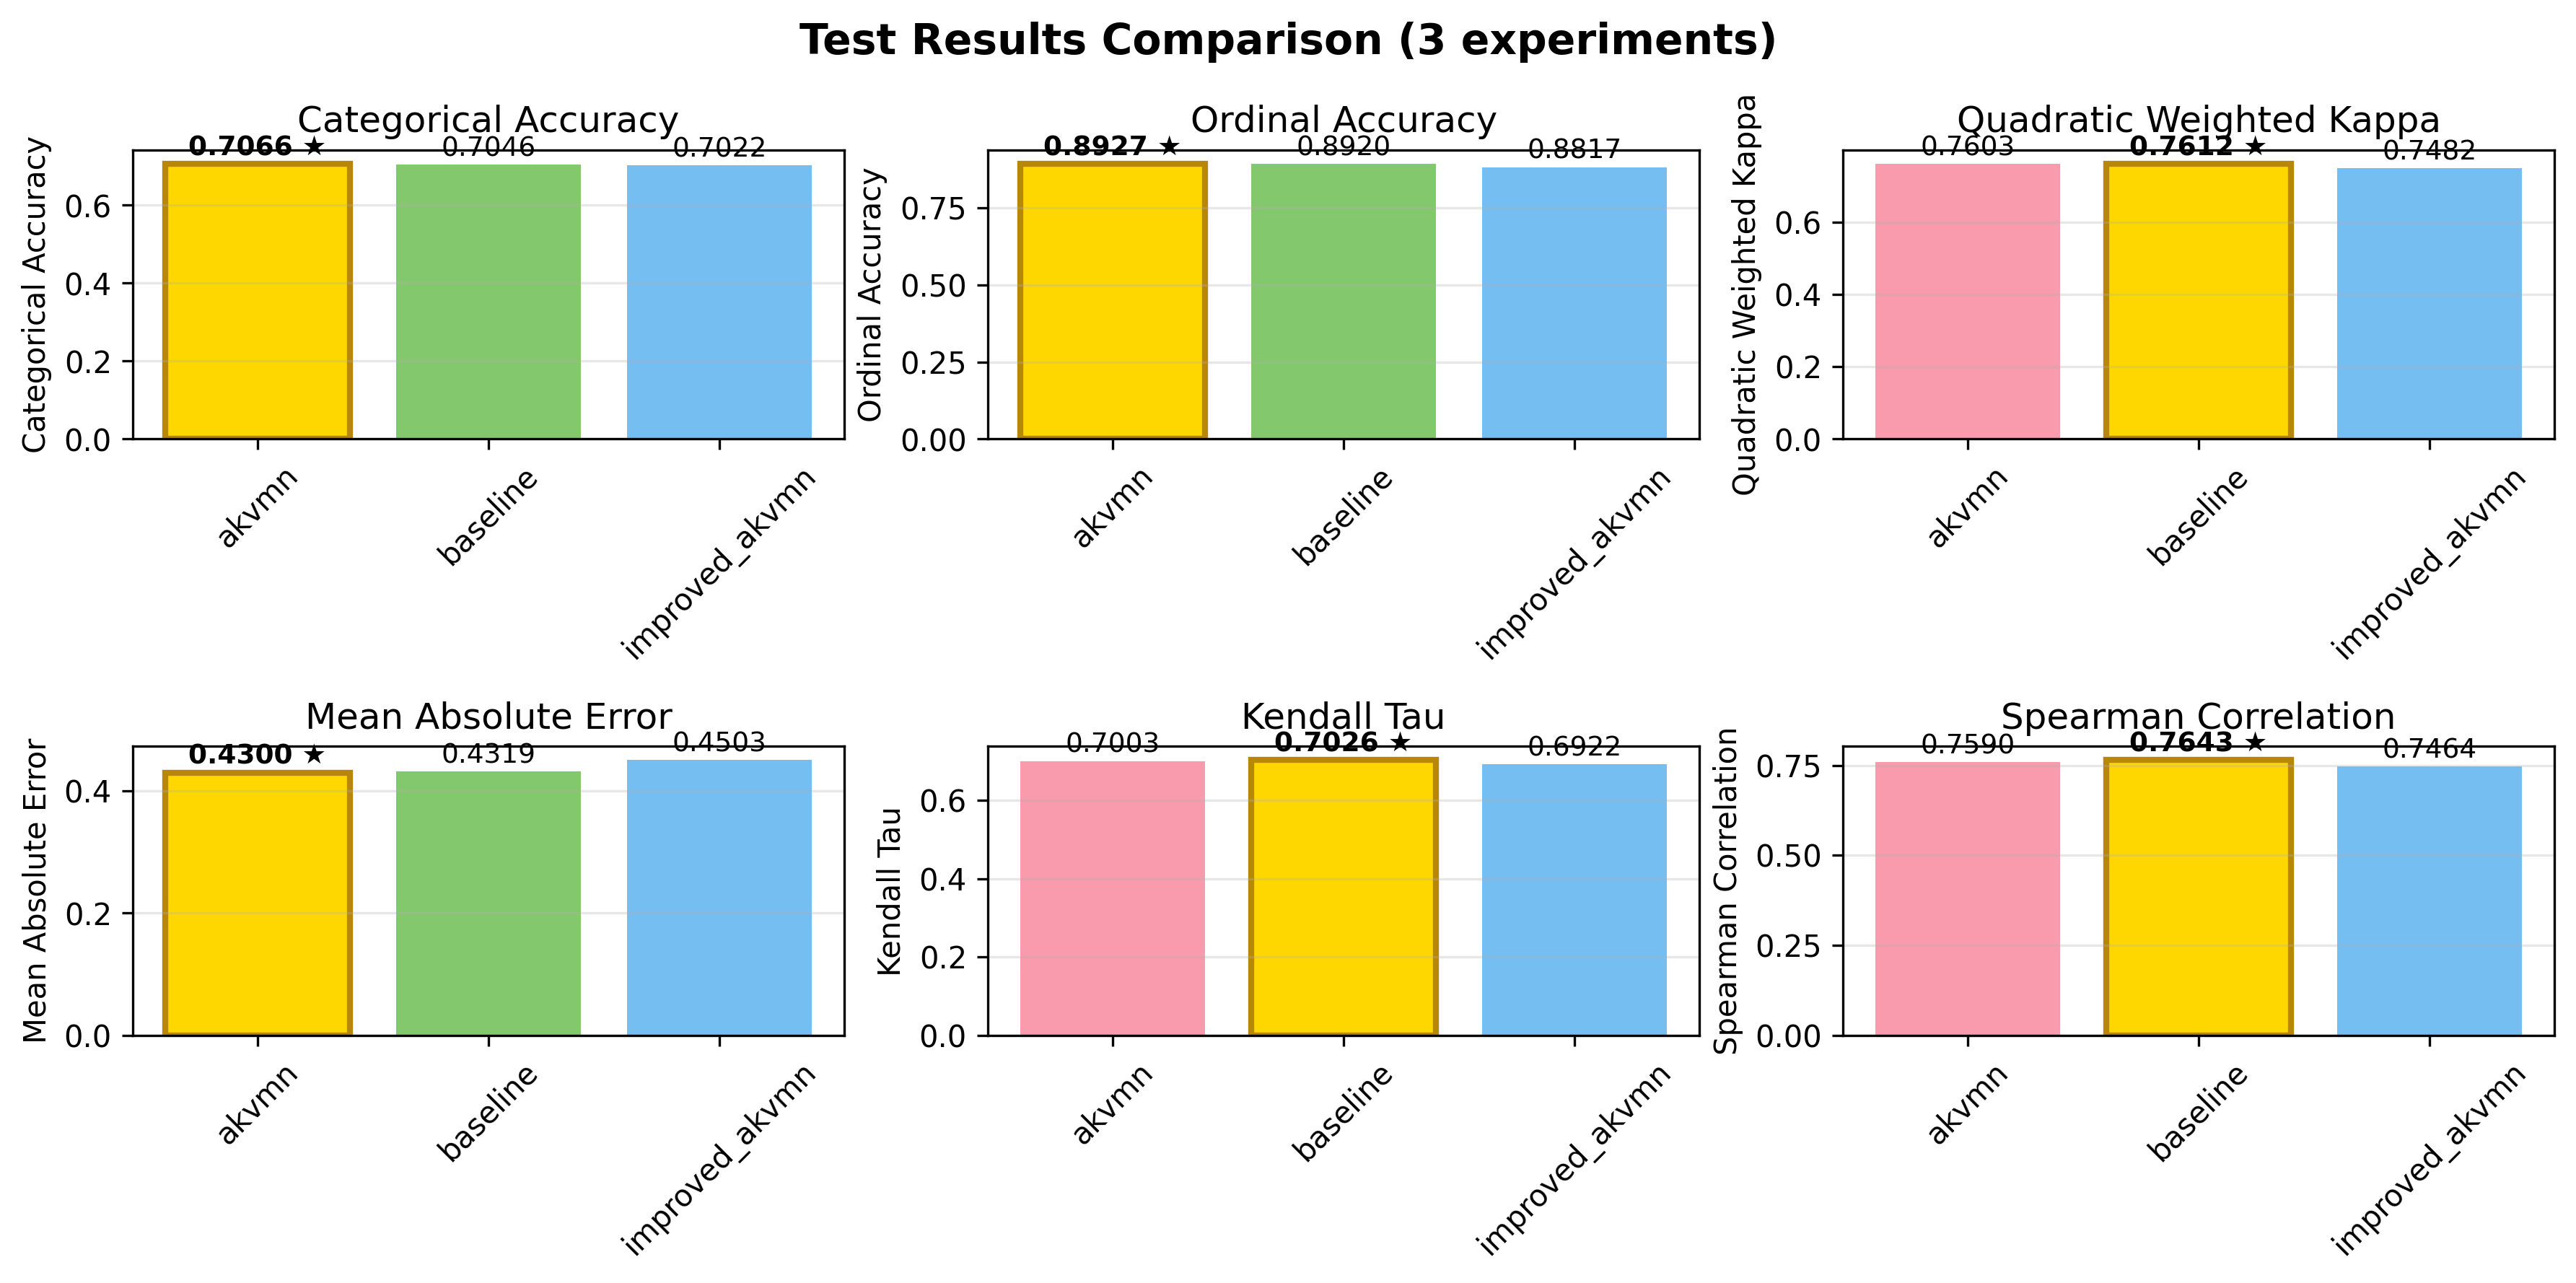 Test Results Comparison (3 experiments)
Categorical Accuracy
Categorical Accuracy
0.6
0.4
0.2
0.0
0.7066 ★
0.7046
0.7022
akvmn
baseline
improved_akvmn
Ordinal Accuracy
Ordinal Accuracy
0.75
0.50
0.25
0.00
0.8927 ★
0.8920
0.8817
akvmn
baseline
improved_akvmn
Quadratic Weighted Kappa
Quadratic Weighted Kappa
0.6
0.4
0.2
0.0
0.7603
0.7612 ★
0.7482
akvmn
baseline
improved_akvmn
Mean Absolute Error
Mean Absolute Error
0.4
0.2
0.0
0.4300 ★
0.4319
0.4503
akvmn
baseline
improved_akvmn
Kendall Tau
Kendall Tau
0.6
0.4
0.2
0.0
0.7003
0.7026 ★
0.6922
akvmn
baseline
improved_akvmn
Spearman Correlation
Spearman Correlation
0.75
0.50
0.25
0.00
0.7590
0.7643 ★
0.7464
akvmn
baseline
improved_akvmn